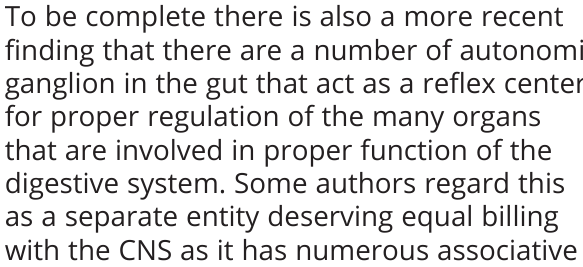 To be complete there is also a more recent
finding that there are a number of autonomi
ganglion in the gut that act as a reflex center
for proper regulation of the many organs
that are involved in proper function of the
digestive system. Some authors regard this
as a separate entity deserving equal billing
with the CNS as it has numerous associative